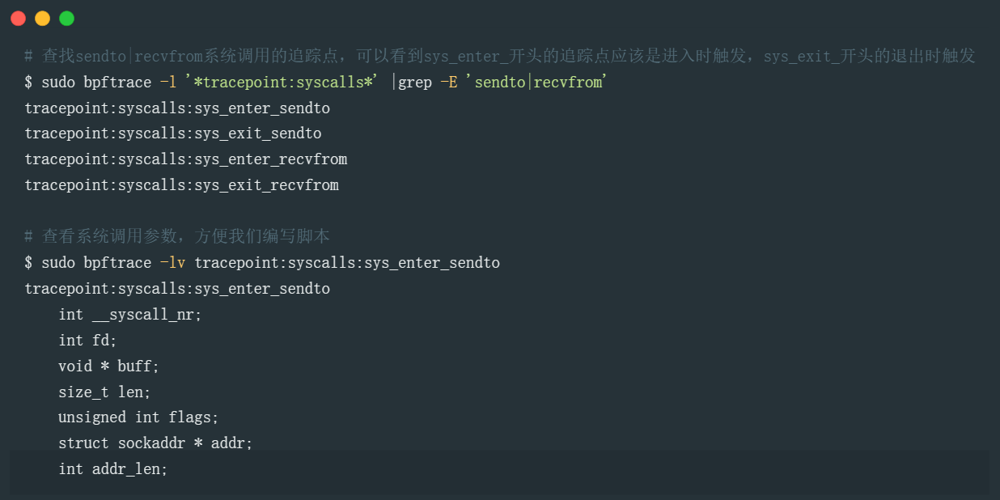 # 查找sendto|recvfrom系统调用的追踪点，可以看到sys_enter_开头的追踪点应该是进入时触发，sys_exit_开头的退出时触发
$ sudo bpftrace -l '*tracepoint:syscalls*' |grep -E 'sendto|recvfrom'
tracepoint:syscalls:sys_enter_sendto
tracepoint:syscalls:sys_exit_sendto
tracepoint:syscalls:sys_enter_recvfrom
tracepoint:syscalls:sys_exit_recvfrom
# 查看系统调用参数，方便我们编写脚本
$ sudo bpftrace -lv tracepoint:syscalls:sys_enter_sendto
tracepoint:syscalls:sys_enter_sendto
int __syscall_nr;
int fd;
void * buff;
size_t len;
unsigned int flags;
struct sockaddr * addr;
int addr_len;